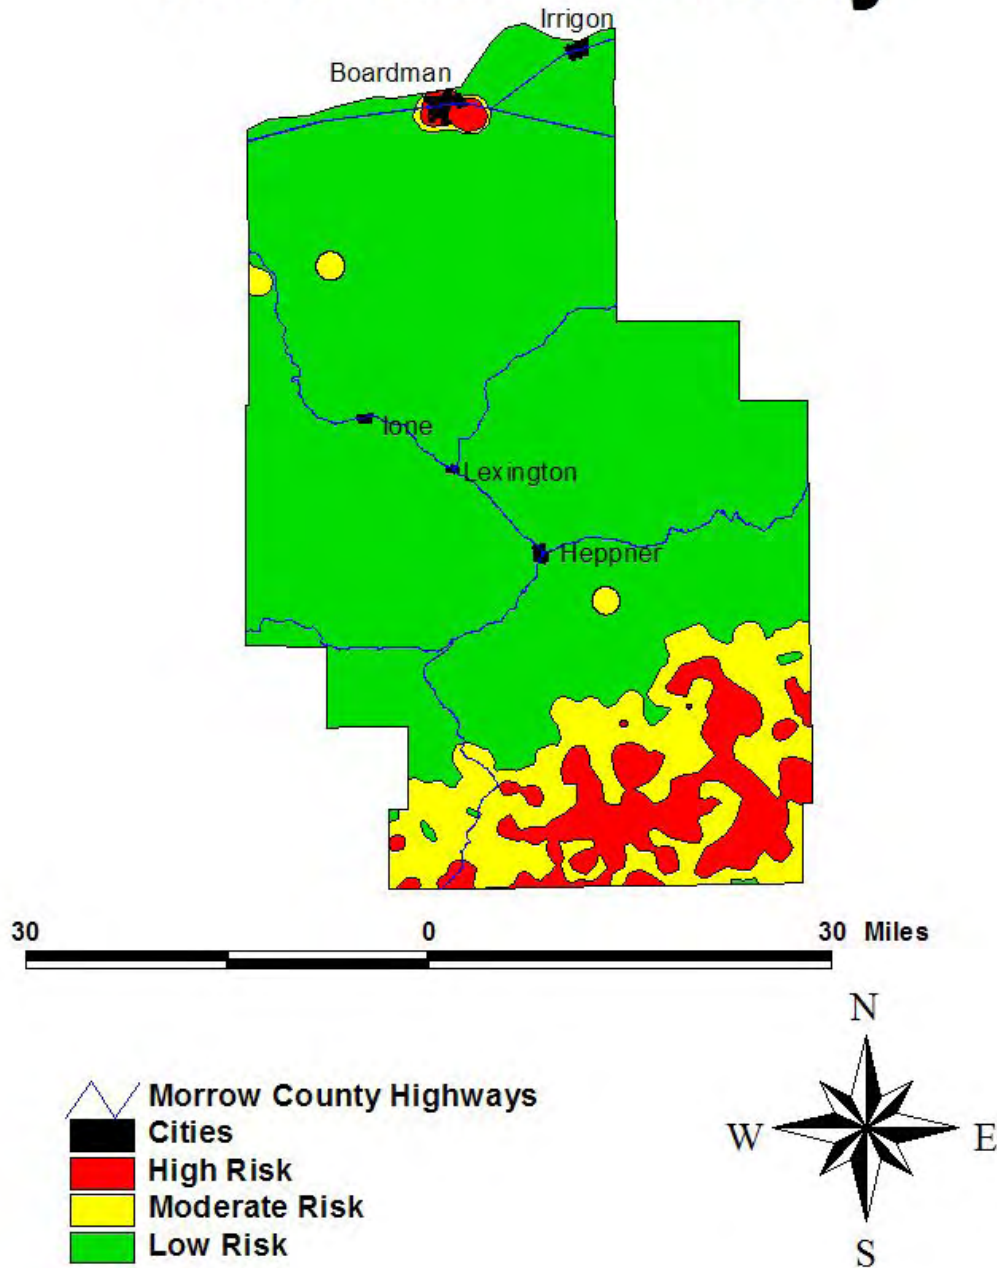 Irrigon
Boardman
Ione
Lexington
Heppner
30 0 30 Miles
N
W E
S
Morrow County Highways
Cities
High Risk
Moderate Risk
Low Risk